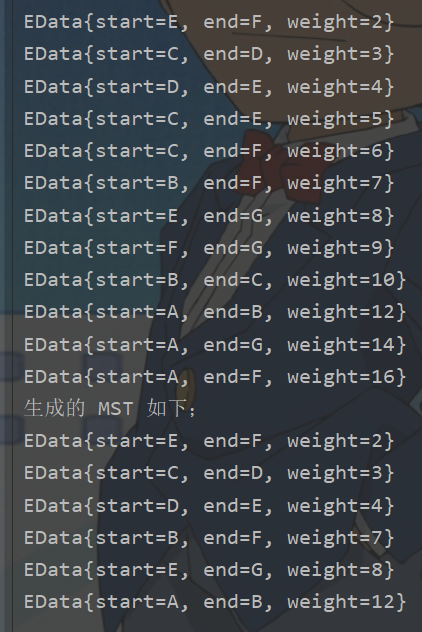 EData{start=E, end=F, weight=2}
EData{start=C, end=D, weight=3}
EData{start=D, end=E, weight=4}
EData{start=C, end=E, weight=5}
EData{start=C, end=F, weight=6}
EData{start=B, end=F, weight=7}
EData{start=E, end=G, weight=8}
EData{start=F, end=G, weight=9}
EData{start=B, end=C, weight=10}
EData{start=A, end=B, weight=12}
EData{start=A, end=G, weight=14}
EData{start=A, end=F, weight=16}
生成的 MST 如下;
EData{start=E, end=F, weight=2}
EData{start=C, end=D, weight=3}
EData{start=D, end=E, weight=4}
EData{start=B, end=F, weight=7}
EData{start=E, end=G, weight=8}
EData{start=A, end=B, weight=12}